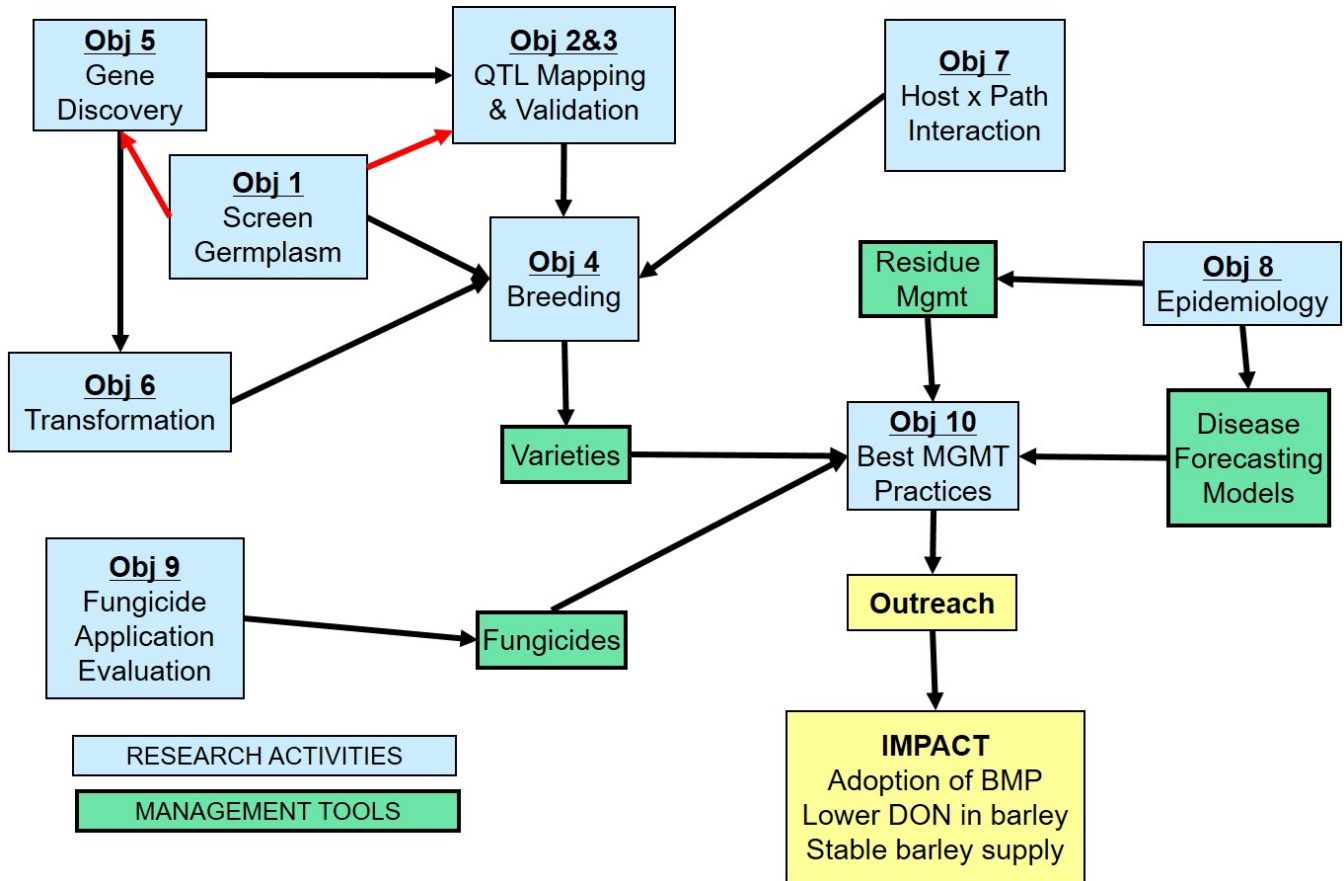 Obj 5
Gene
Discovery
Obj 2&3
QTL Mapping
& Validation
Obj 7
Host x Path
Interaction
Obj 1
Screen
Germplasm
Obj 4
Breeding
Residue
Mgmt
Obj 8
Epidemiology
Obj 6
Transformation
Varieties
Obj 10
Best MGMT
Practices
Disease
Forecasting
Models
Obj 9
Fungicide
Application
Evaluation
Fungicides
Outreach
RESEARCH ACTIVITIES
MANAGEMENT TOOLS
IMPACT
Adoption of BMP
Lower DON in barley
Stable barley supply